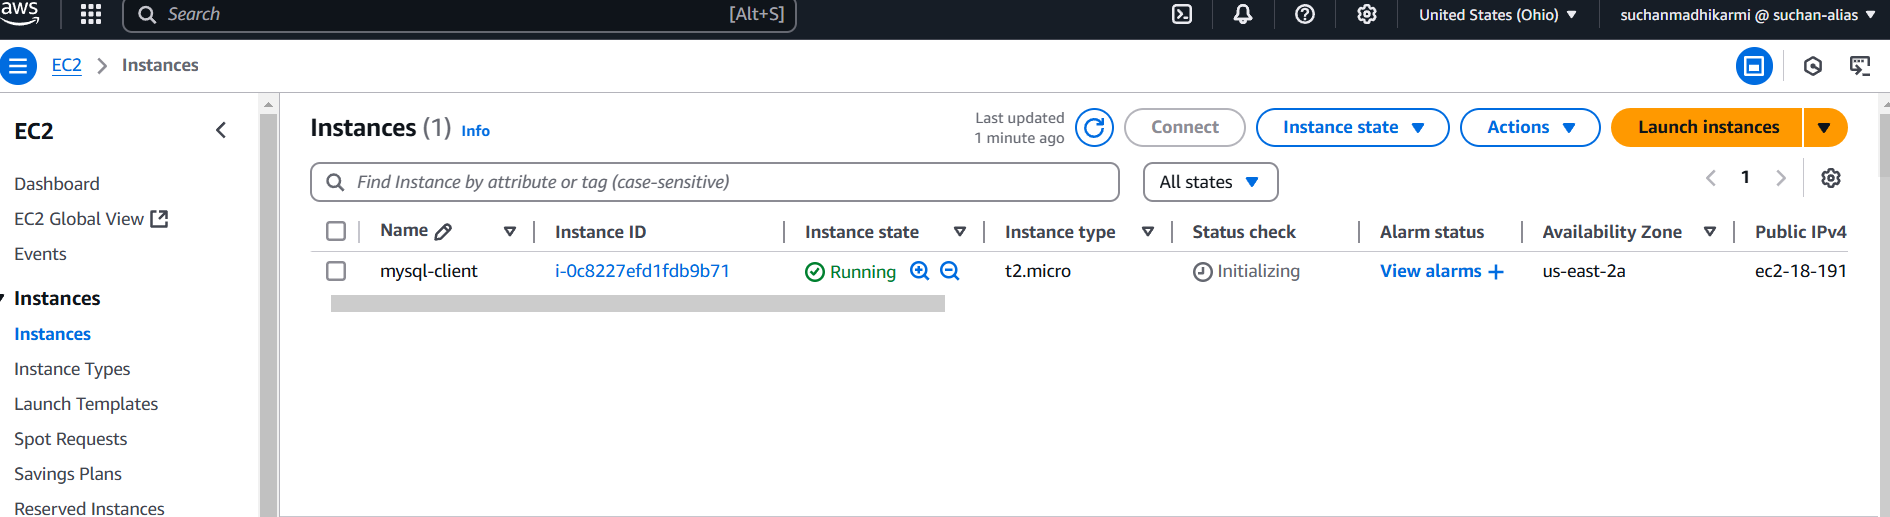 aws
Search [Alt+S]
United States (Ohio)
suchanmadhikarmi @ suchan-alias
EC2 Instances
EC2
Dashboard
EC2 Global View
Events
Instances
Instances
Instance Types
Launch Templates
Spot Requests
Savings Plans
Reserved Instances
Instances (1) Info
Last updated
1 minute ago
Connect
Instance state
Actions
Launch instances
Find Instance by attribute or tag (case-sensitive)
All states
1
Name Instance ID Instance state Instance type Status check Alarm status Availability Zone Public IPv4
mysql-client i-0c8227efd1fdb9b71 Running t2.micro Initializing View alarms + us-east-2a ec2-18-191